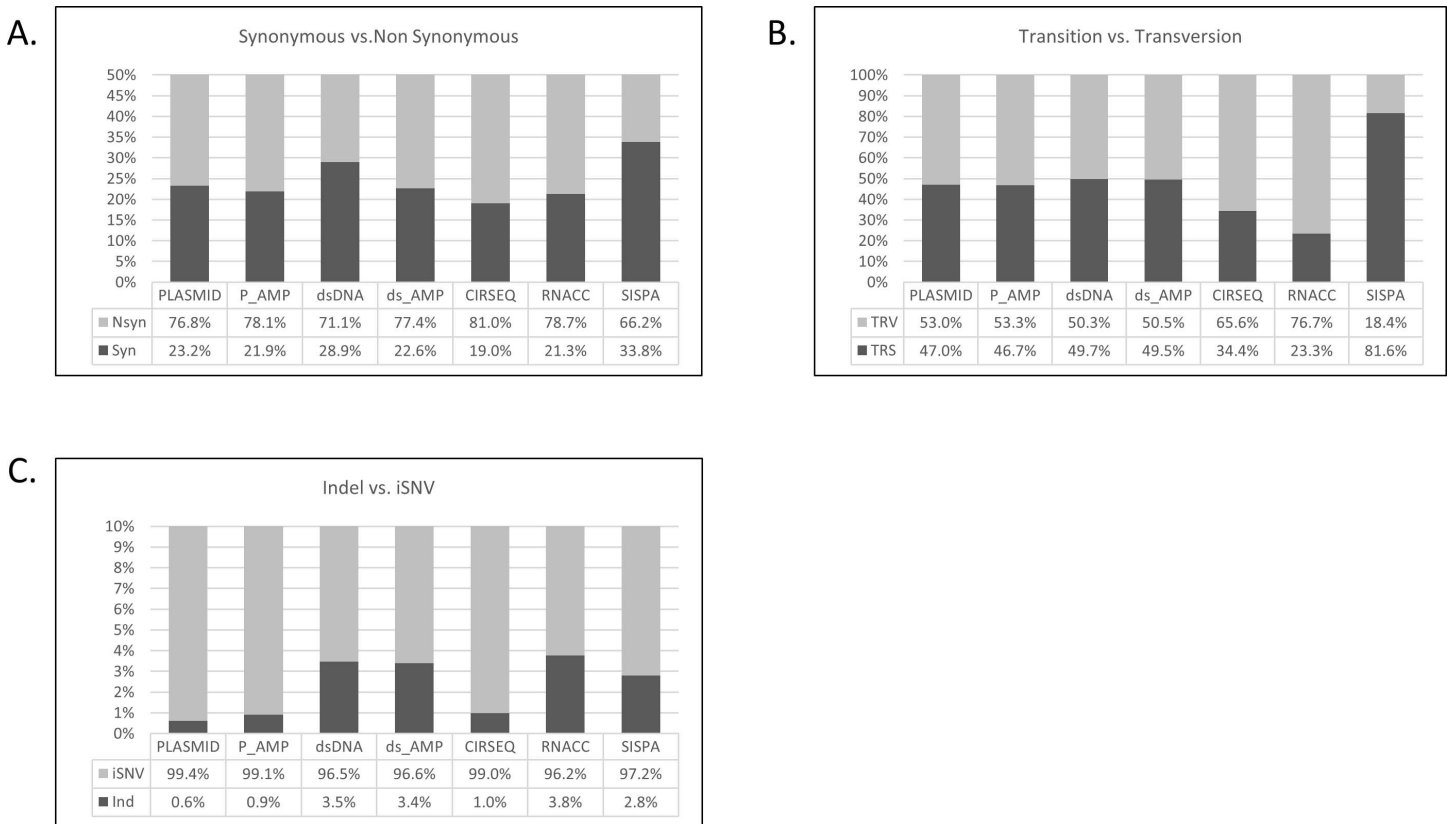 A.
Synonymous vs.Non Synonymous
50%
45%
40%
35%
30%
25%
20%
15%
10%
5%
0%
PLASMID P_AMP dsDNA ds_AMP CIRSEQ RNACC SISPA
Nsyn 76.8% 78.1% 71.1% 77.4% 81.0% 78.7% 66.2%
Syn 23.2% 21.9% 28.9% 22.6% 19.0% 21.3% 33.8%
B.
Transition vs. Transversion
100%
90%
80%
70%
60%
50%
40%
30%
20%
10%
0%
PLASMID P_AMP dsDNA ds_AMP CIRSEQ RNACC SISPA
TRV 53.0% 53.3% 50.3% 50.5% 65.6% 76.7% 18.4%
TRS 47.0% 46.7% 49.7% 49.5% 34.4% 23.3% 81.6%
C.
Indel vs. iSNV
10%
9%
8%
7%
6%
5%
4%
3%
2%
1%
0%
PLASMID P_AMP dsDNA ds_AMP CIRSEQ RNACC SISPA
iSNV 99.4% 99.1% 96.5% 96.6% 99.0% 96.2% 97.2%
Ind 0.6% 0.9% 3.5% 3.4% 1.0% 3.8% 2.8%